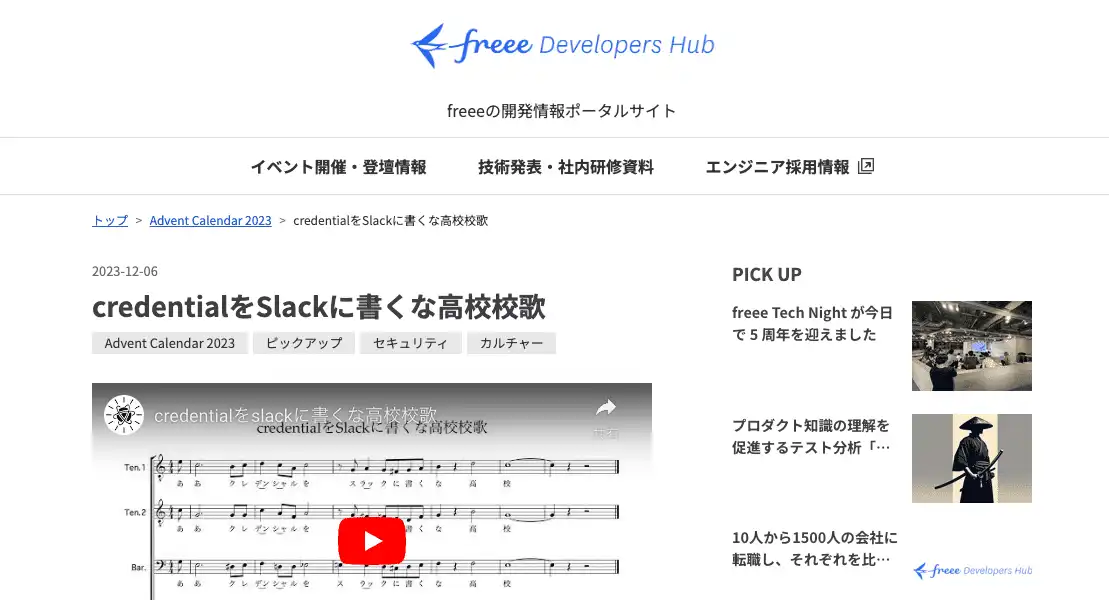 freee Developers Hub
freeeの開発情報ポータルサイト
イベント開催・登壇情報 技術発表・社内研修資料 エンジニア採用情報
トップ > Advent Calendar 2023 > credentialをSlackに書くな高校校歌
2023-12-06
credentialをSlackに書くな高校校歌
Advent Calendar 2023 ピックアップ セキュリティ カルチャー
credentialをslackに書くな高校校歌
credentialをSlackに書くな高校校歌
Ten.1
ああ クレデンシャルを スラックに書くな 高 校
Ten.2
ああ クレデンシャルを 書くな 高 校
Bar.
ああ クレデンシャルを スラックに書くな 高 校
PICK UP
freee Tech Night が今日
で 5 周年を迎えました
プロダクト知識の理解を
促進するテスト分析「…
10人から1500人の会社に
転職し、それぞれを比…
freee Developers Hub